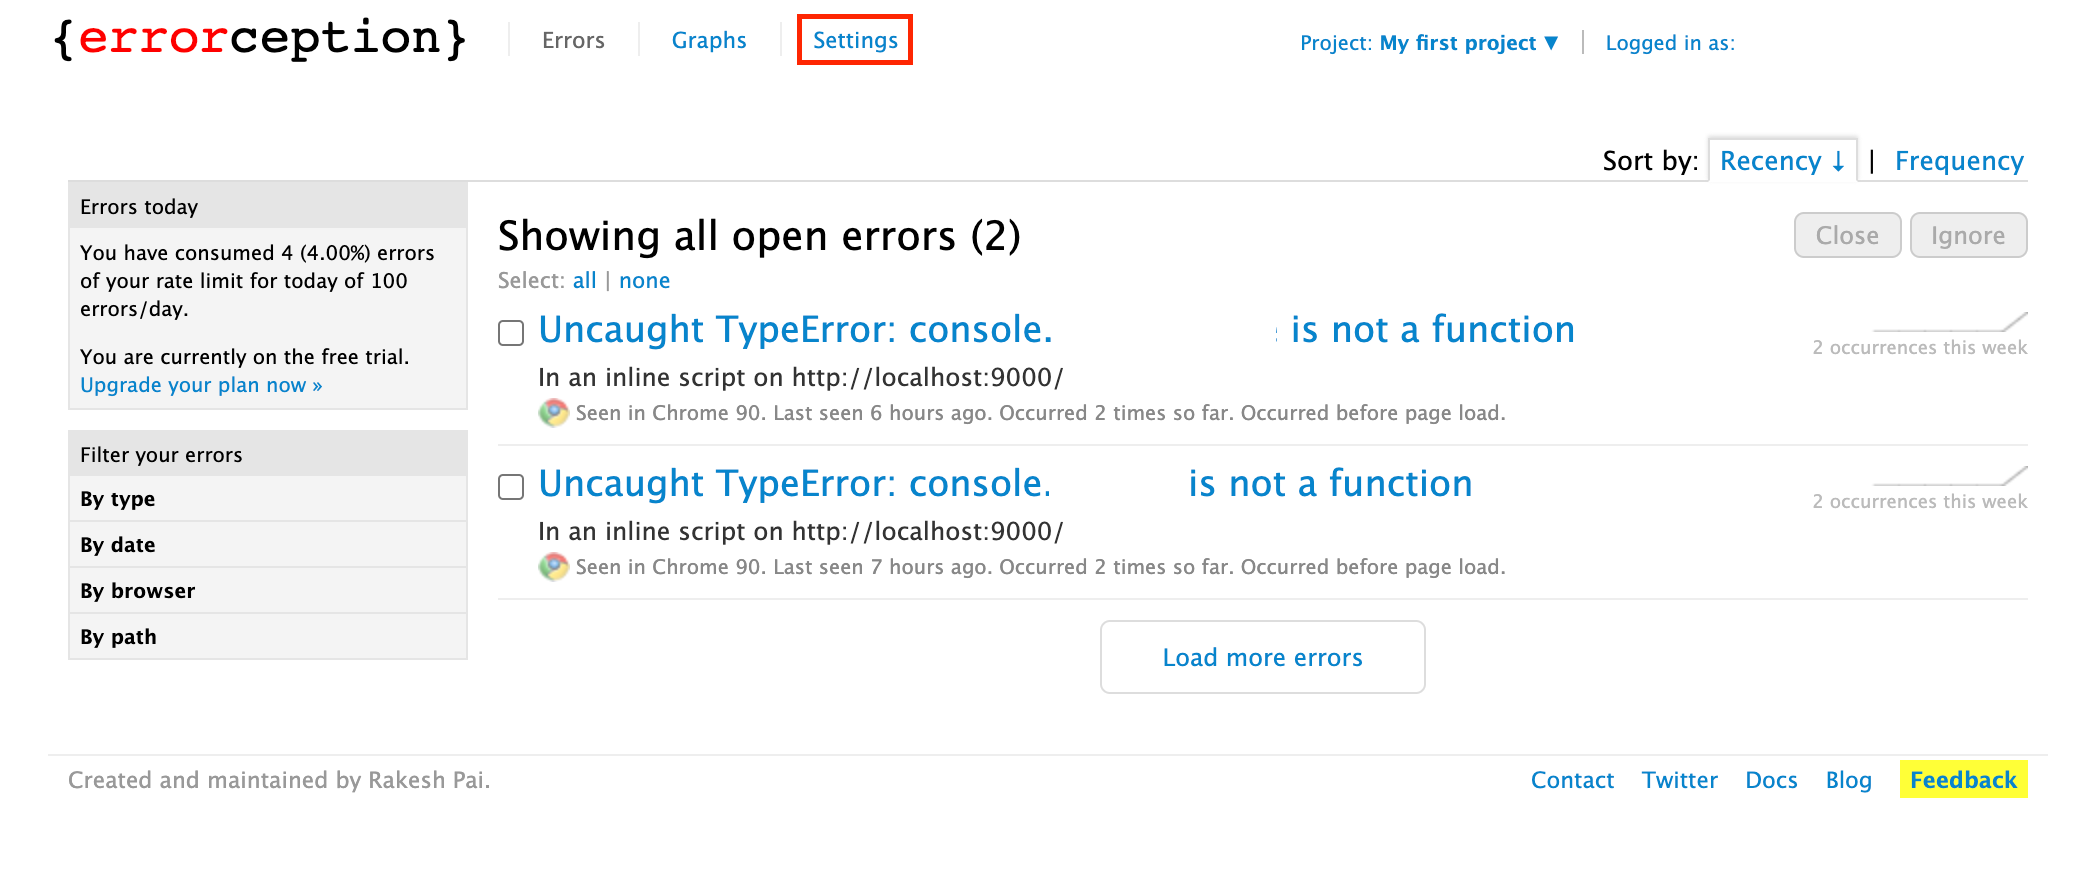 {errorception} Errors Graphs Settings Project: My first project ▼ Logged in as:
Sort by: Recency ↓ | Frequency
Errors today
You have consumed 4 (4.00%) errors
of your rate limit for today of 100
errors/day.
You are currently on the free trial.
Upgrade your plan now »
Filter your errors
By type
By date
By browser
By path
Showing all open errors (2)
Close Ignore
Select: all | none
Uncaught TypeError: console. is not a function
2 occurrences this week
In an inline script on http://localhost:9000/
Seen in Chrome 90. Last seen 6 hours ago. Occurred 2 times so far. Occurred before page load.
Uncaught TypeError: console. is not a function
2 occurrences this week
In an inline script on http://localhost:9000/
Seen in Chrome 90. Last seen 7 hours ago. Occurred 2 times so far. Occurred before page load.
Load more errors
Created and maintained by Rakesh Pai.
Contact Twitter Docs Blog Feedback